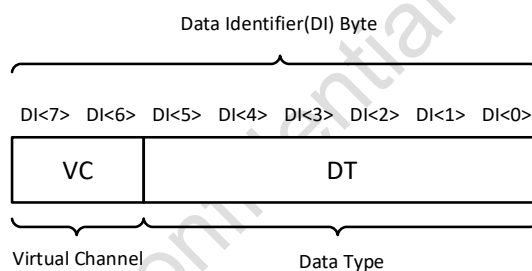 Data Identifier(DI) Byte
DI<7> DI<6> DI<5> DI<4> DI<3> DI<2> DI<1> DI<0>
VC DT
Virtual Channel Data Type